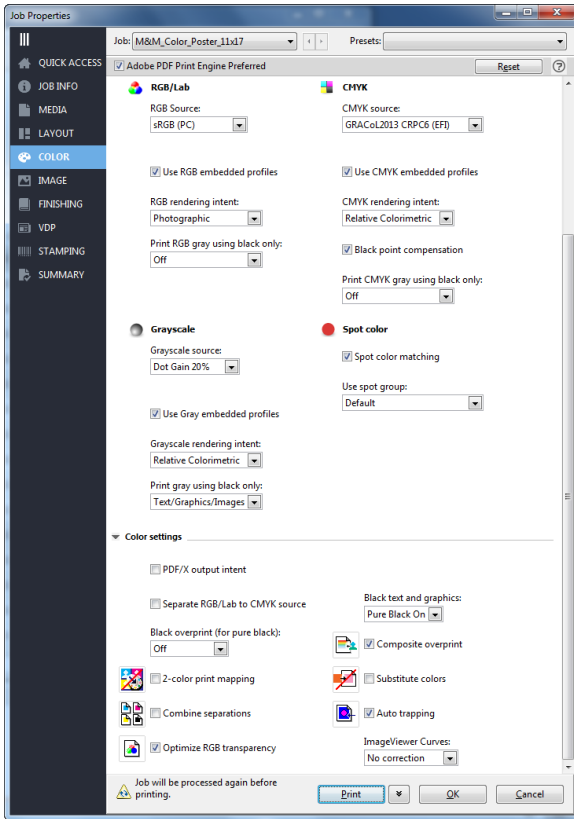 Job Properties
Job: M&M_Color_Poster_11x17
Presets:
QUICK ACCESS
JOB INFO
MEDIA
LAYOUT
COLOR
IMAGE
FINISHING
VDP
STAMPING
SUMMARY
Adobe PDF Print Engine Preferred
Reset
?
RGB/Lab
CMYK
RGB Source:
CMYK source:
sRGB (PC)
GRACoL2013 CRPC6 (EFI)
Use RGB embedded profiles
Use CMYK embedded profiles
RGB rendering intent:
CMYK rendering intent:
Photographic
Relative Colorimetric
Print RGB gray using black only:
Black point compensation
Off
Print CMYK gray using black only:
Off
Grayscale
Spot color
Grayscale source:
Spot color matching
Dot Gain 20%
Use spot group:
Default
Use Gray embedded profiles
Grayscale rendering intent:
Relative Colorimetric
Print gray using black only:
Text/Graphics/Images
Color settings
PDF/X output intent
Separate RGB/Lab to CMYK source
Black text and graphics:
Pure Black On
Black overprint (for pure black):
Off
Composite overprint
2-color print mapping
Substitute colors
Combine separations
Auto trapping
Optimize RGB transparency
ImageViewer Curves:
No correction
Job will be processed again before
printing.
Print
OK
Cancel